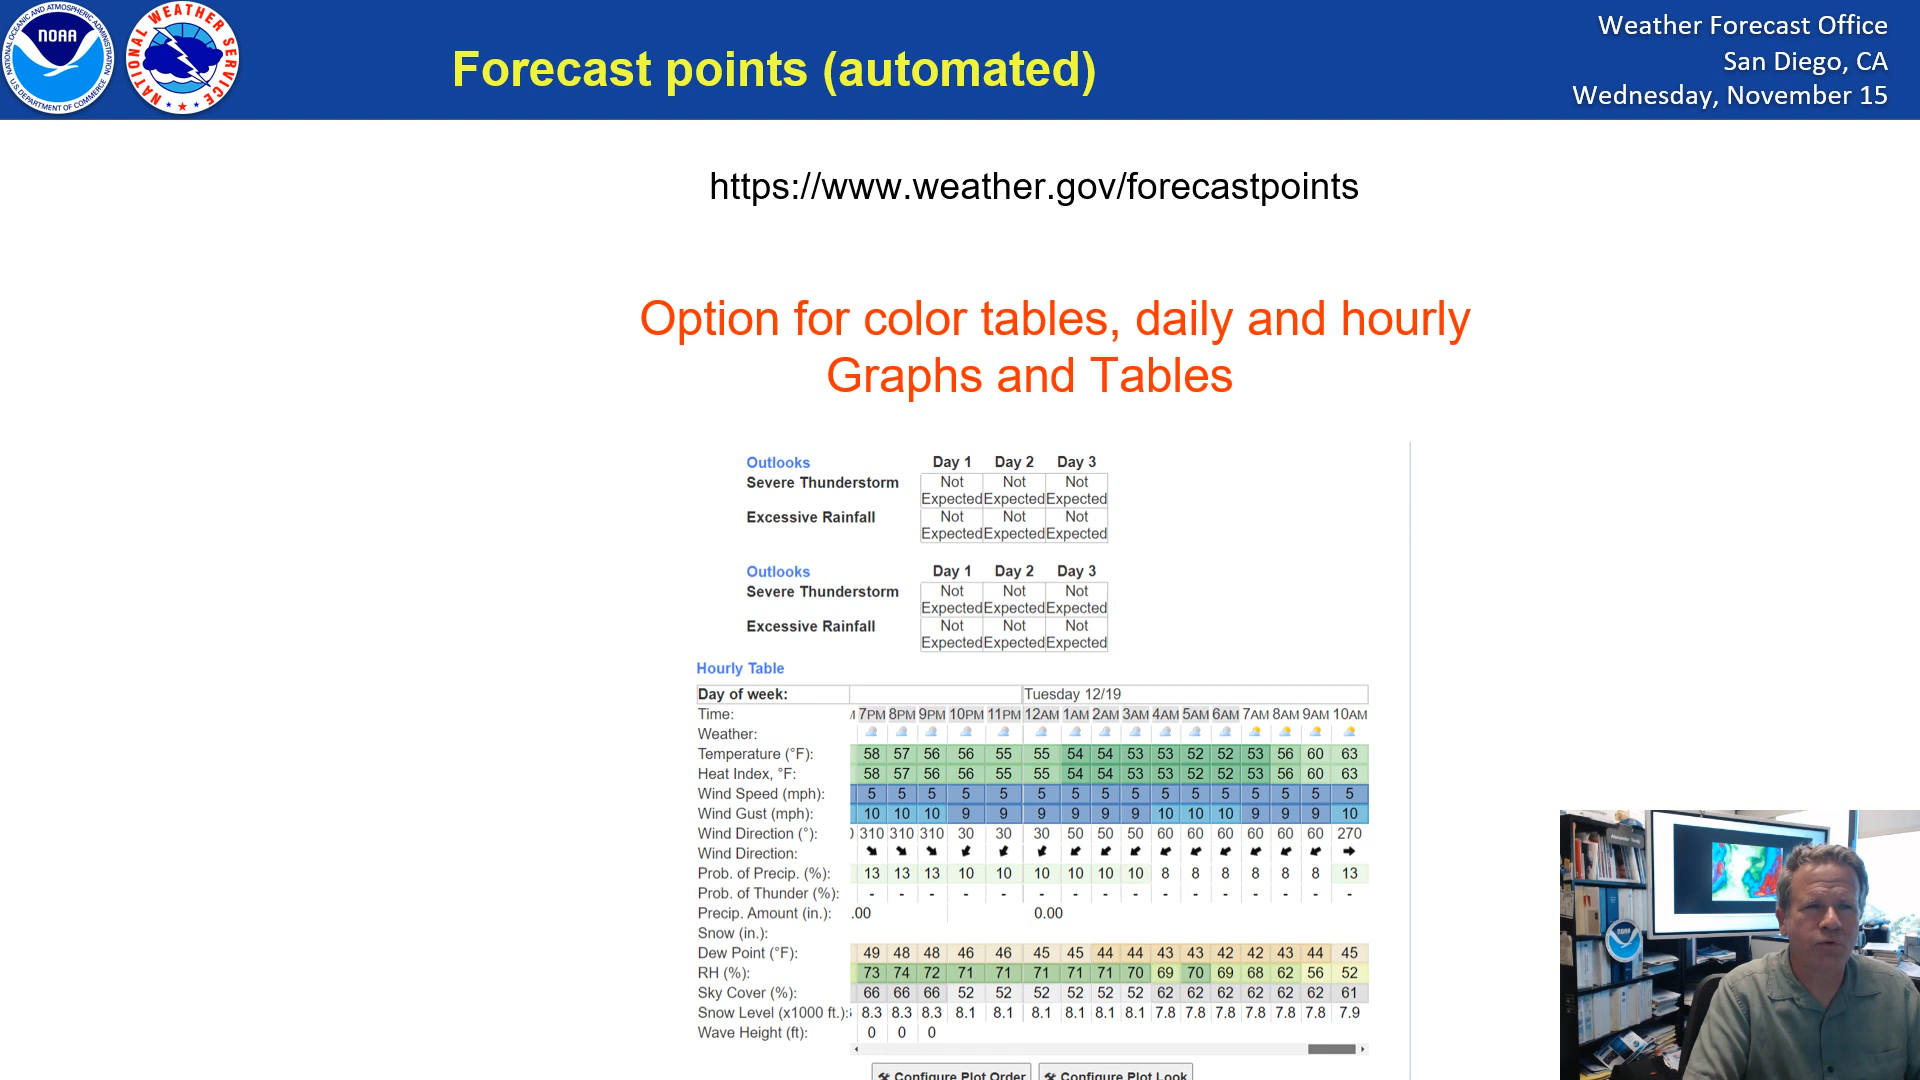 NOAA
NATIONAL OCEANIC AND ATMOSPHERIC ADMINISTRATION
U.S. DEPARTMENT OF COMMERCE
NATIONAL WEATHER SERVICE
Forecast points (automated)
Weather Forecast Office
San Diego, CA
Wednesday, November 15
https://www.weather.gov/forecastpoints
Option for color tables, daily and hourly
Graphs and Tables
Outlooks Day 1 Day 2 Day 3
Severe Thunderstorm Not Expected Not Expected Not Expected
Excessive Rainfall Not Expected Not Expected Not Expected
Outlooks Day 1 Day 2 Day 3
Severe Thunderstorm Not Expected Not Expected Not Expected
Excessive Rainfall Not Expected Not Expected Not Expected
Hourly Table
Day of week: Tuesday 12/19
Time: 7PM 8PM 9PM 10PM 11PM 12AM 1AM 2AM 3AM 4AM 5AM 6AM 7AM 8AM 9AM 10AM
Weather:
Temperature (°F): 58 57 56 56 55 55 54 54 53 53 52 52 53 56 60 63
Heat Index, °F: 58 57 56 56 55 55 54 54 53 53 52 52 53 56 60 63
Wind Speed (mph): 5 5 5 5 5 5 5 5 5 5 5 5 5 5 5 5
Wind Gust (mph): 10 10 10 9 9 9 9 9 9 10 10 10 9 9 9 10
Wind Direction (°): 310 310 310 30 30 30 50 50 50 60 60 60 60 60 60 270
Wind Direction:
Prob. of Precip. (%): 13 13 13 10 10 10 10 10 10 8 8 8 8 8 8 13
Prob. of Thunder (%): - - - - - - - - - - - - - - - -
Precip. Amount (in.): .00 0.00
Snow (in.):
Dew Point (°F): 49 48 48 46 46 45 45 44 44 43 43 42 42 43 44 45
RH (%): 73 74 72 71 71 71 71 71 70 69 70 69 68 62 56 52
Sky Cover (%): 66 66 66 52 52 52 52 52 52 62 62 62 62 62 62 61
Snow Level (x1000 ft.): 8.3 8.3 8.3 8.1 8.1 8.1 8.1 8.1 8.1 7.8 7.8 7.8 7.8 7.8 7.8 7.9
Wave Height (ft): 0 0 0
Configure Plot Order Configure Plot Look
NOAA